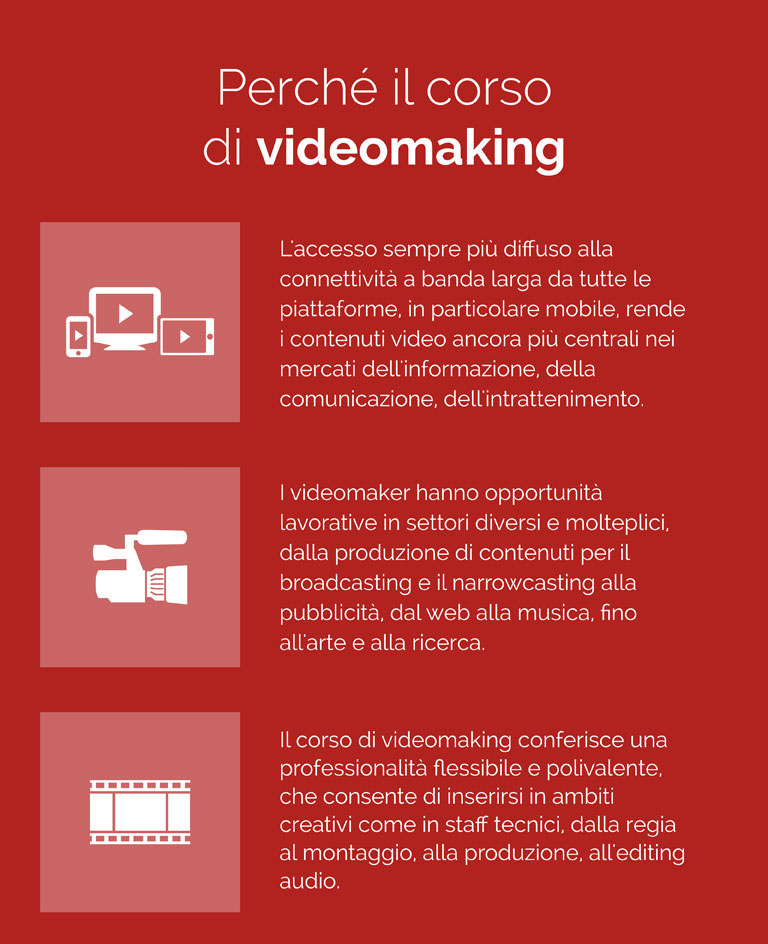 Perché il corso
di videomaking
L'accesso sempre più diffuso alla
connettività a banda larga da tutte le
piattaforme, in particolare mobile, rende
i contenuti video ancora più centrali nei
mercati dell'informazione, della
comunicazione, dell'intrattenimento.
I videomaker hanno opportunità
lavorative in settori diversi e molteplici,
dalla produzione di contenuti per il
broadcasting e il narrowcasting alla
pubblicità, dal web alla musica, fino
all'arte e alla ricerca.
Il corso di videomaking conferisce una
professionalità flessibile e polivalente,
che consente di inserirsi in ambiti
creativi come in staff tecnici, dalla regia
al montaggio, alla produzione, all'editing
audio.